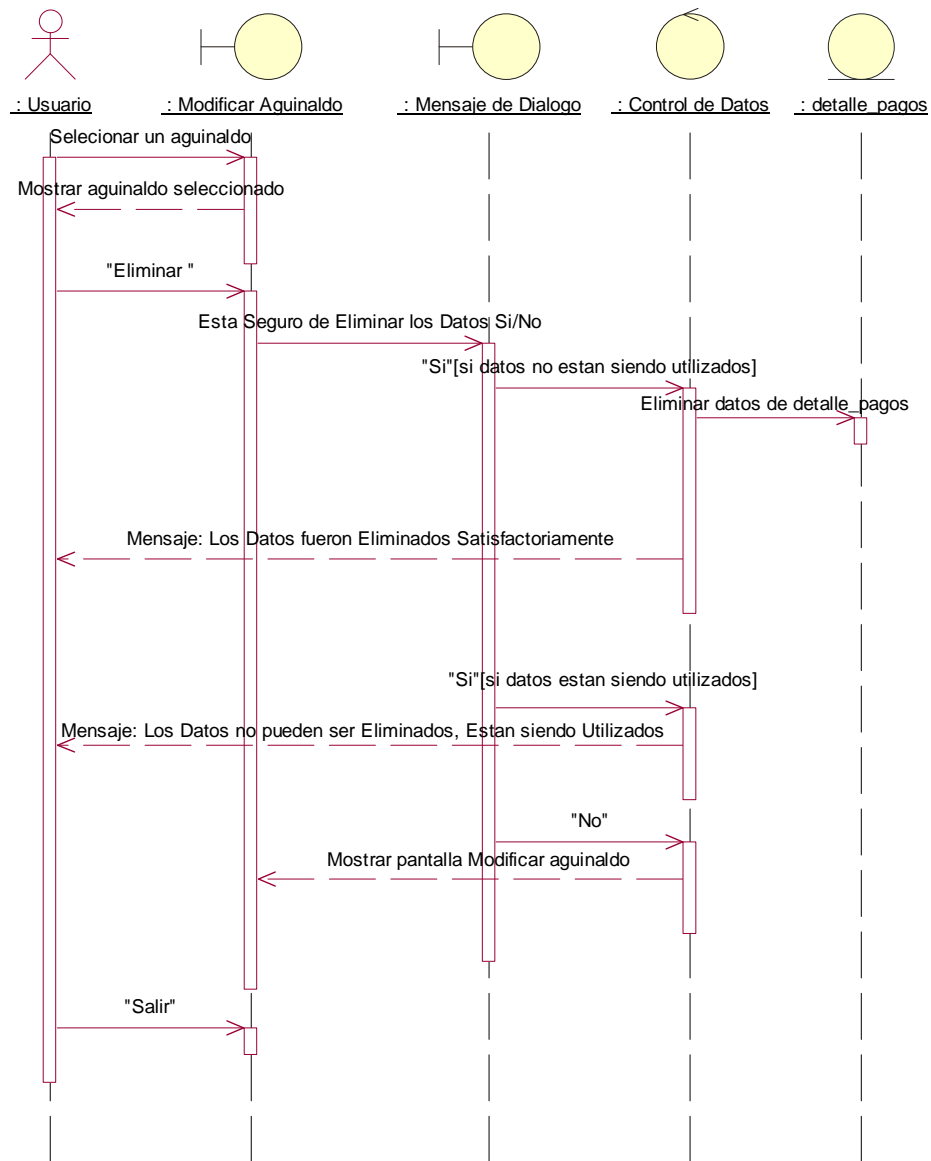 : Usuario
: Modificar Aguinaldo
: Mensaje de Dialogo
: Control de Datos
: detalle_pagos
Selecionar un aguinaldo
Mostrar aguinaldo seleccionado
"Eliminar "
Esta Seguro de Eliminar los Datos Si/No
"Si"[si datos no estan siendo utilizados]
Eliminar datos de detalle_pagos
Mensaje: Los Datos fueron Eliminados Satisfactoriamente
"Si"[si datos estan siendo utilizados]
Mensaje: Los Datos no pueden ser Eliminados, Estan siendo Utilizados
"No"
Mostrar pantalla Modificar aguinaldo
"Salir"